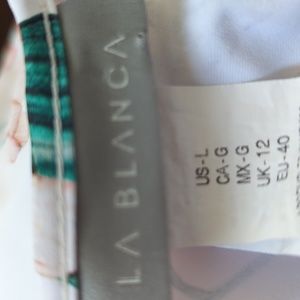 LA BLANCA
US-L
CA-G
MX-G
UK-12
EU-40